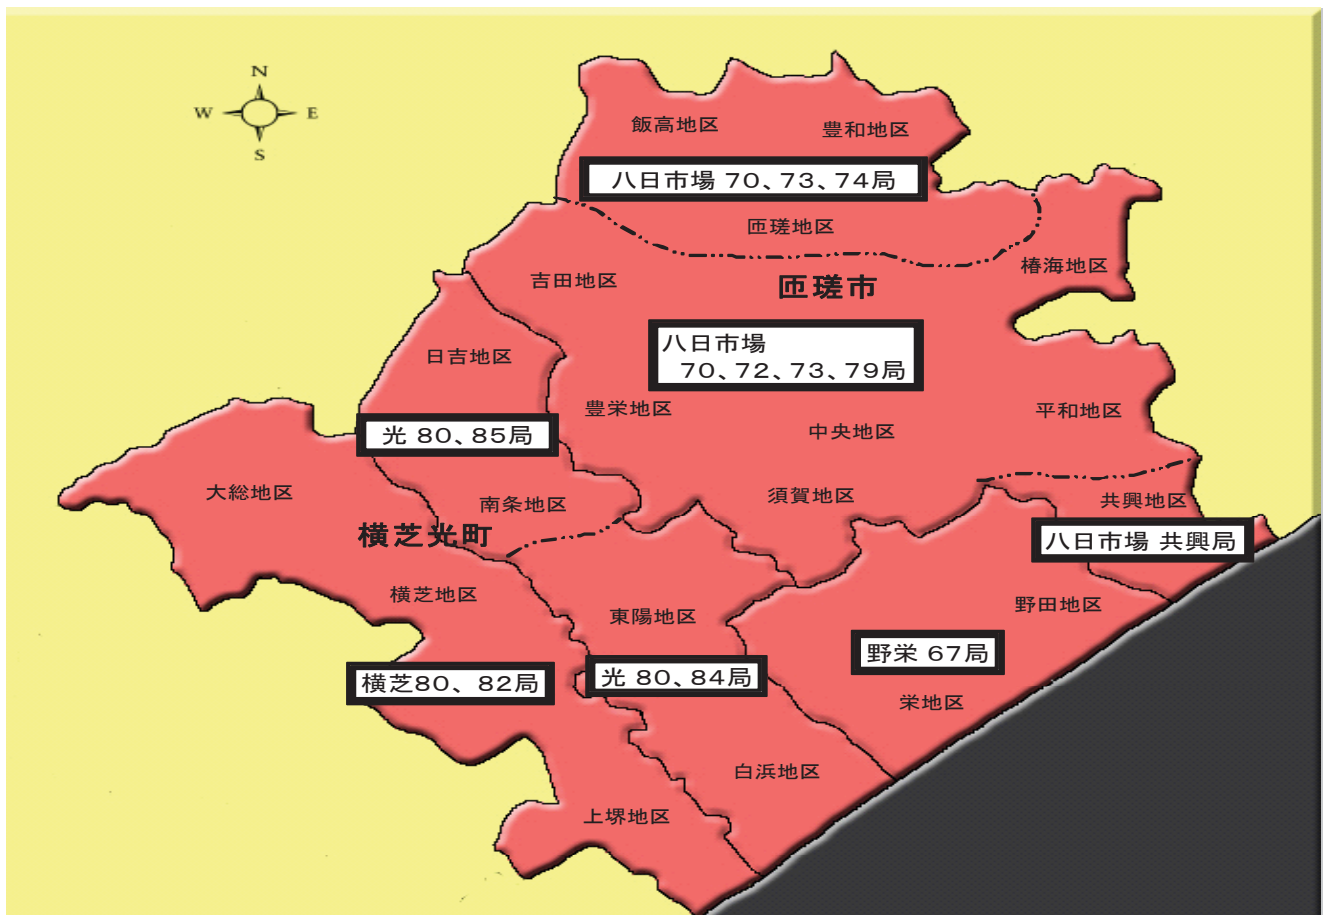 N
W E
S
飯高地区
豊和地区
八日市場 70、73、74局
匝瑳地区
椿海地区
吉田地区
匝瑳市
八日市場
70、72、73、79局
日吉地区
豊栄地区
中央地区
平和地区
光 80、85局
大総地区
南条地区
須賀地区
共興地区
横芝光町
八日市場 共興局
横芝地区
東陽地区
野田地区
野栄 67局
横芝80、82局
光 80、84局
栄地区
白浜地区
上堺地区